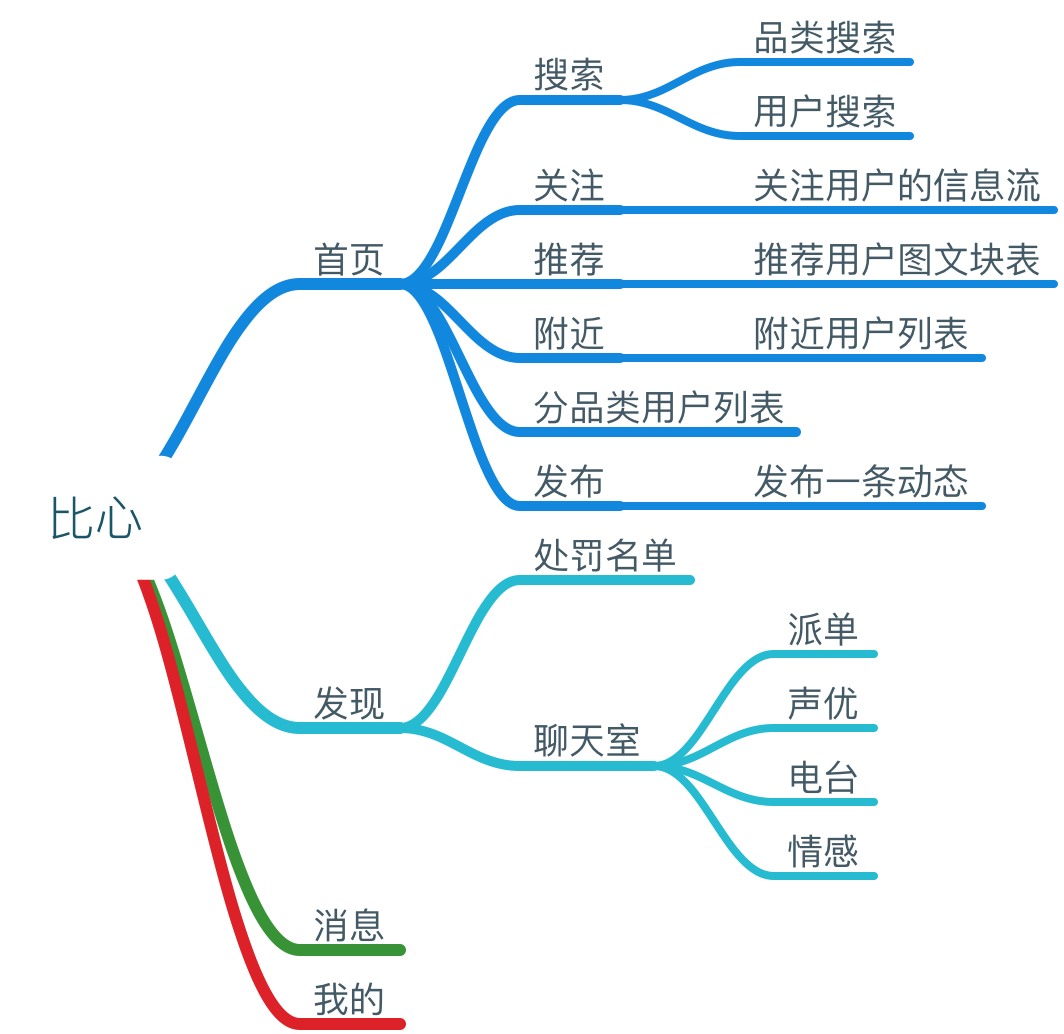 比心
首页
搜索
品类搜索
用户搜索
关注
关注用户的信息流
推荐
推荐用户图文块表
附近
附近用户列表
分品类用户列表
发布
发布一条动态
发现
处罚名单
聊天室
派单
声优
电台
情感
消息
我的